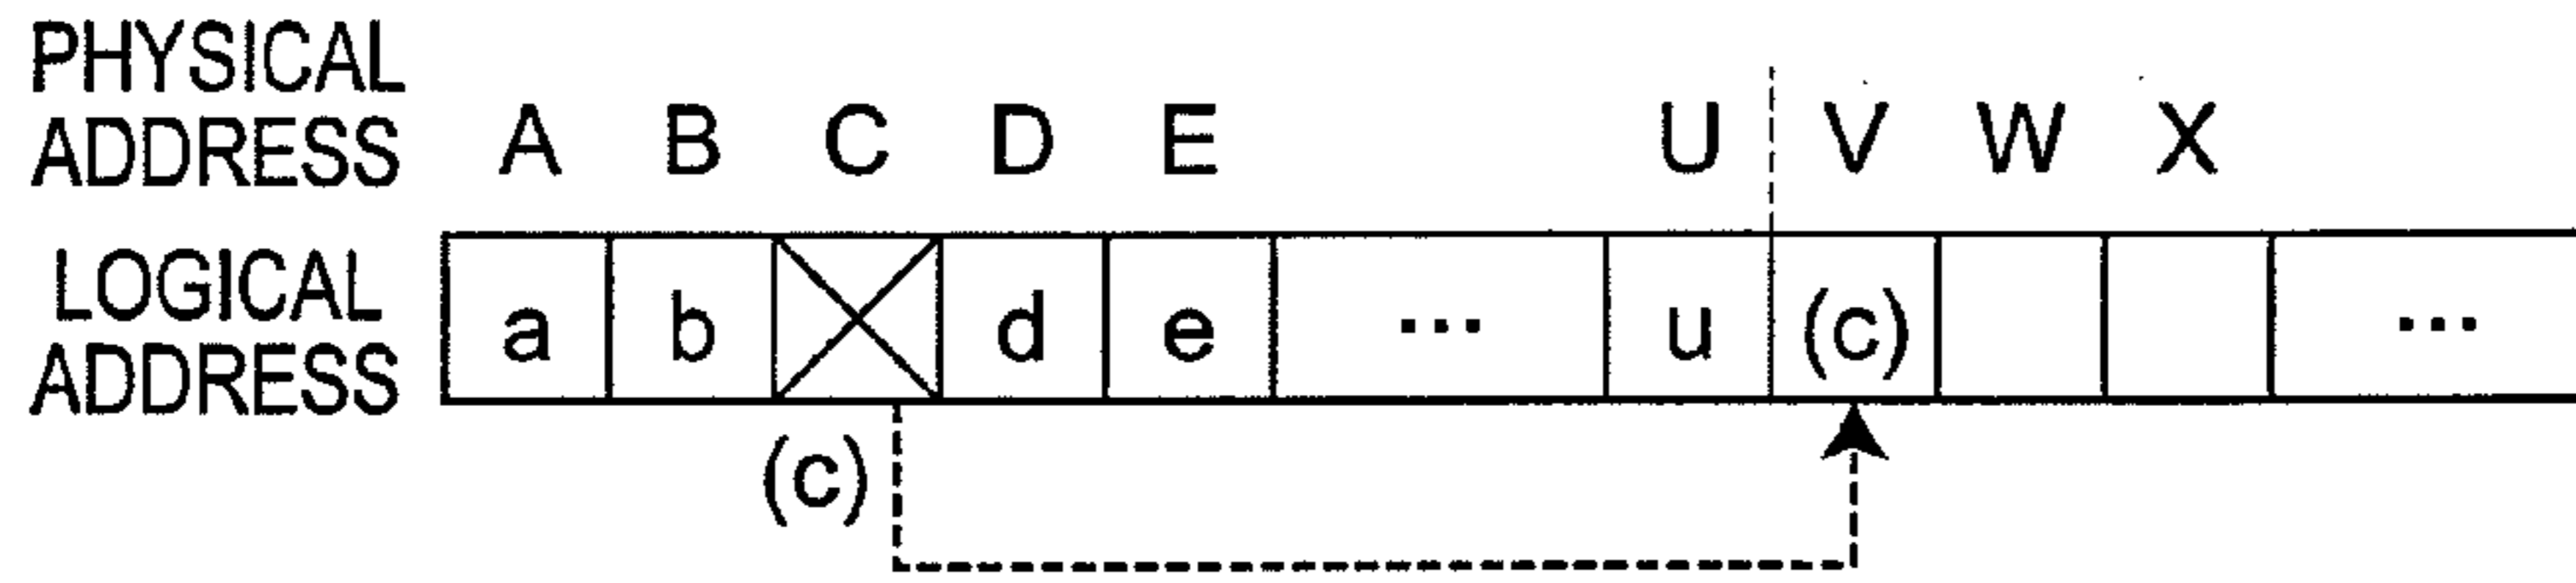 PHYSICAL
ADDRESS A B C D E U V W X
LOGICAL
ADDRESS a b d e ... u (c) ...
(c)